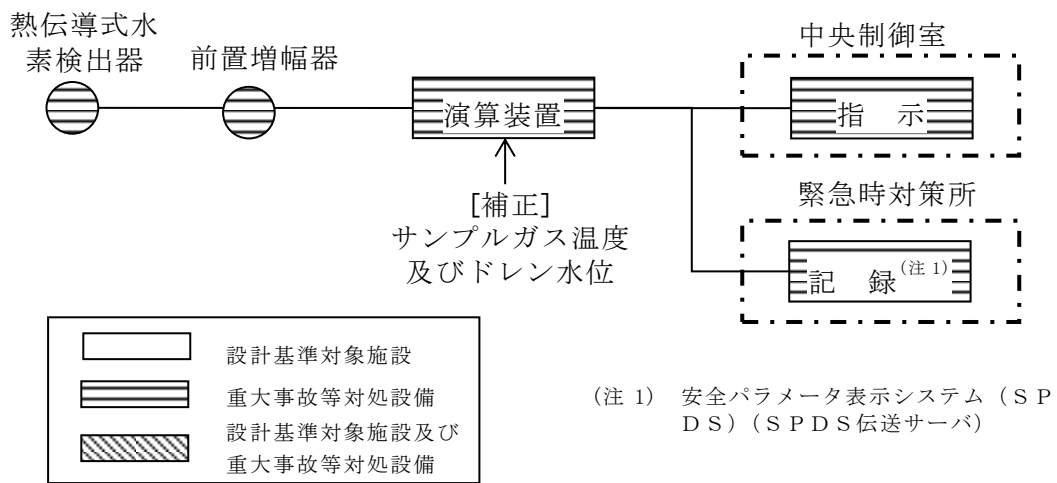 熱伝導式水
素検出器
前置増幅器
演算装置
[補正]
サンプルガス温度
及びドレン水位
中央制御室
指　示
緊急時対策所
記　録(注 1)
設計基準対象施設
重大事故等対処設備
設計基準対象施設及び
重大事故等対処設備
(注 1)　安全パラメータ表示システム（ＳＰ
ＤＳ）(ＳＰＤＳ伝送サーバ）